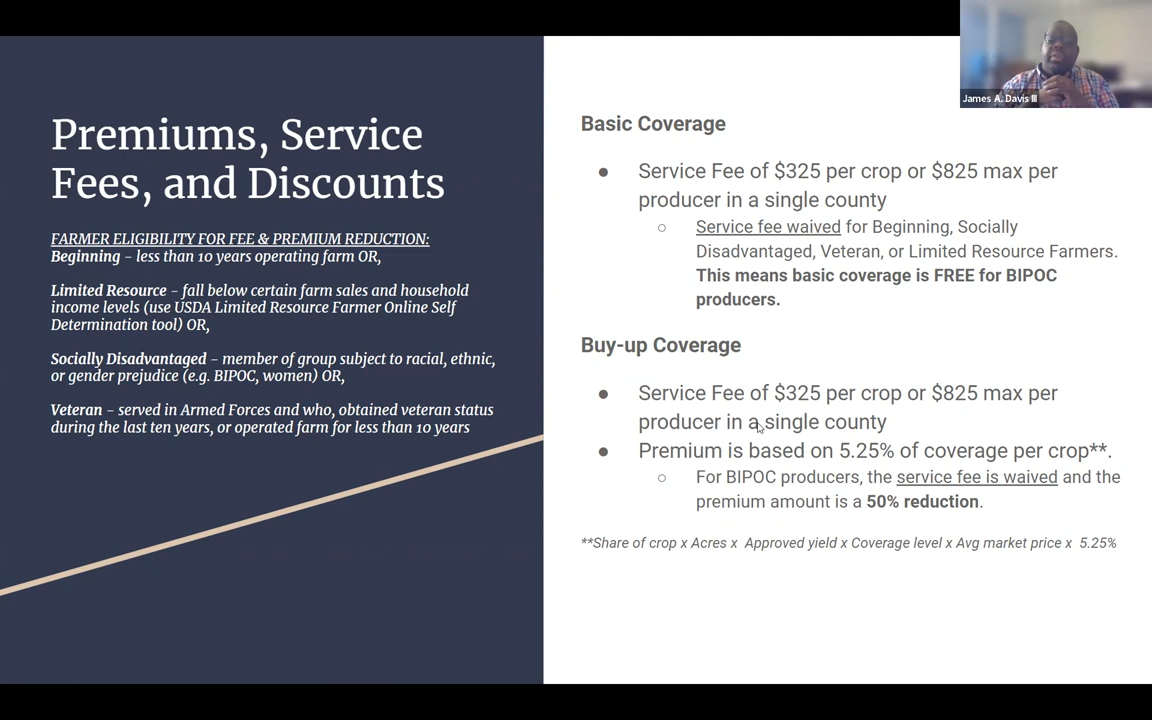 James A. Davis III
Premiums, Service
Fees, and Discounts
FARMER ELIGIBILITY FOR FEE & PREMIUM REDUCTION:
Beginning – less than 10 years operating farm OR,
Limited Resource – fall below certain farm sales and household
income levels (use USDA Limited Resource Farmer Online Self
Determination tool) OR,
Socially Disadvantaged – member of group subject to racial, ethnic,
or gender prejudice (e.g. BIPOC, women) OR,
Veteran – served in Armed Forces and who, obtained veteran status
during the last ten years, or operated farm for less than 10 years
Basic Coverage
● Service Fee of $325 per crop or $825 max per
producer in a single county
○ Service fee waived for Beginning, Socially
Disadvantaged, Veteran, or Limited Resource Farmers.
This means basic coverage is FREE for BIPOC
producers.
Buy-up Coverage
● Service Fee of $325 per crop or $825 max per
producer in a single county
● Premium is based on 5.25% of coverage per crop**.
○ For BIPOC producers, the service fee is waived and the
premium amount is a 50% reduction.
**Share of crop x Acres x Approved yield x Coverage level x Avg market price x 5.25%